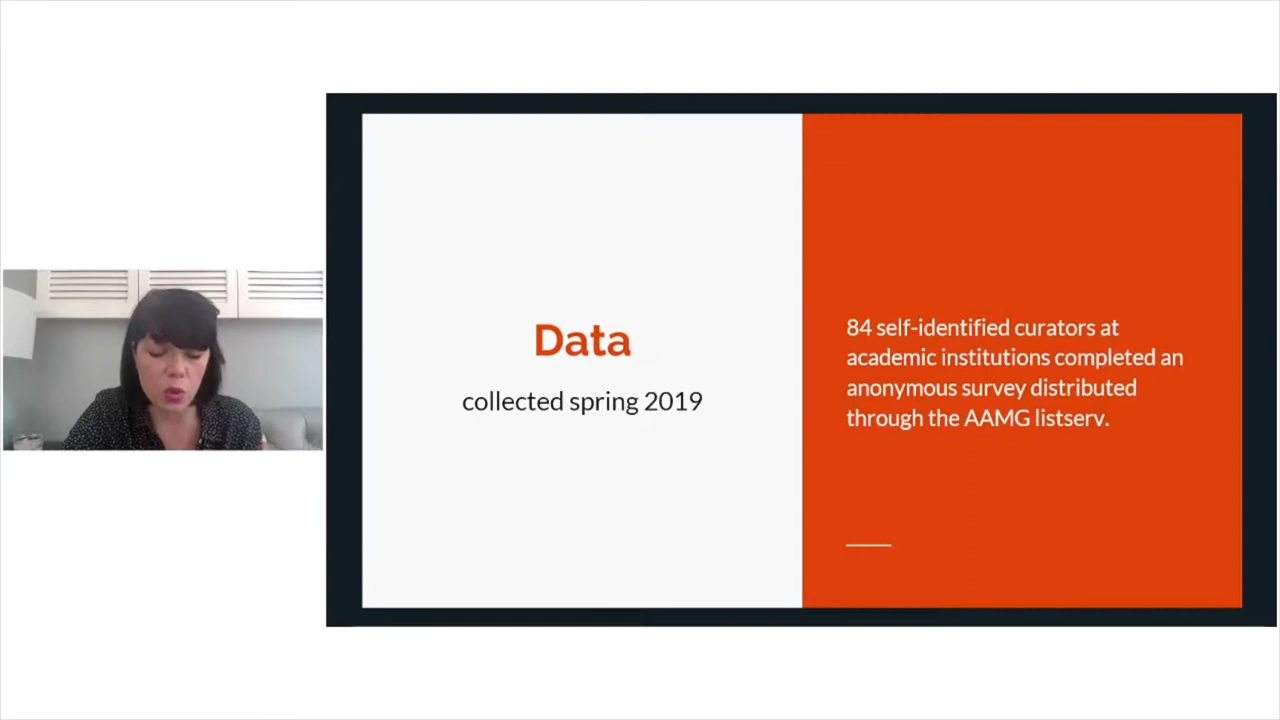 Data
collected spring 2019
84 self-identified curators at
academic institutions completed an
anonymous survey distributed
through the AAMG listserv.